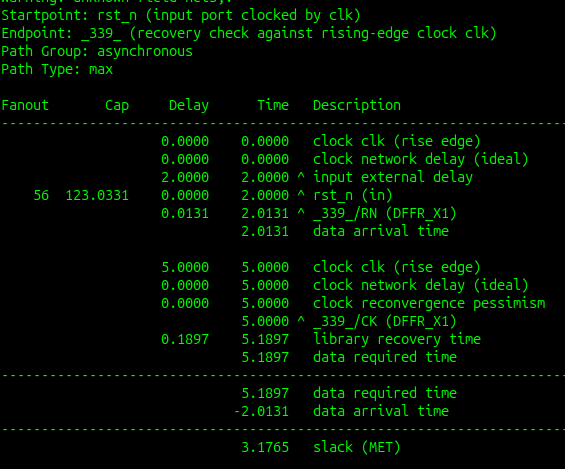 Startpoint: rst_n (input port clocked by clk)
Endpoint: _339_ (recovery check against rising-edge clock clk)
Path Group: asynchronous
Path Type: max
Fanout Cap Delay Time Description
-----------------------------------------------------------------------
0.0000 0.0000 clock clk (rise edge)
0.0000 0.0000 clock network delay (ideal)
2.0000 2.0000 ^ input external delay
56 123.0331 0.0000 2.0000 ^ rst_n (in)
0.0131 2.0131 ^ _339_/RN (DFFR_X1)
2.0131 data arrival time
5.0000 5.0000 clock clk (rise edge)
0.0000 5.0000 clock network delay (ideal)
0.0000 5.0000 clock reconvergence pessimism
5.0000 ^ _339_/CK (DFFR_X1)
0.1897 5.1897 library recovery time
5.1897 data required time
-----------------------------------------------------------------------
5.1897 data required time
-2.0131 data arrival time
-----------------------------------------------------------------------
3.1765 slack (MET)